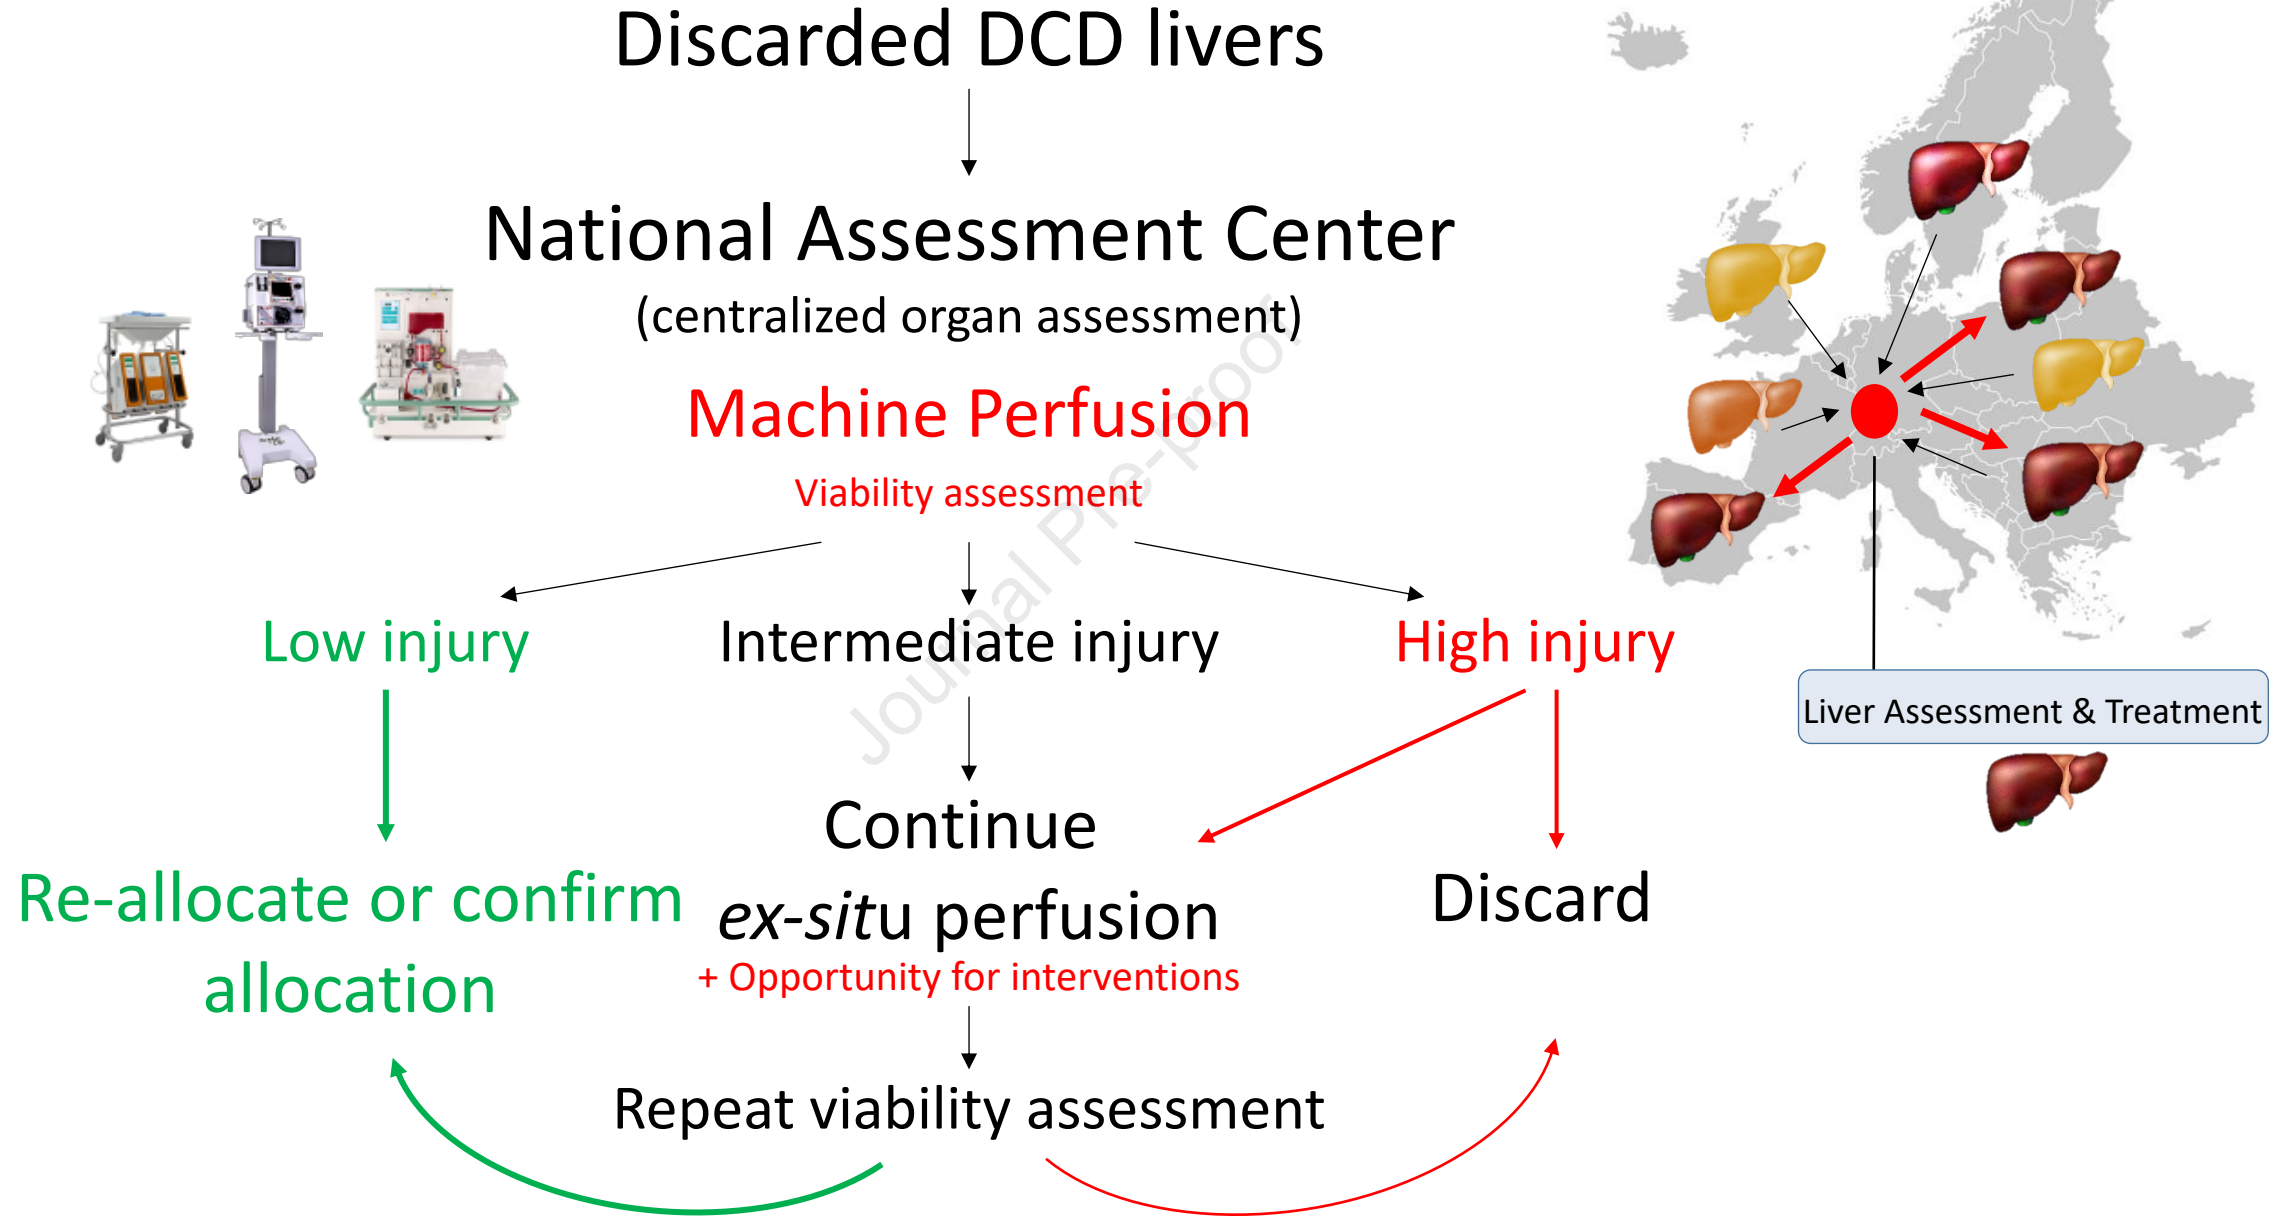 Discarded DCD livers
National Assessment Center
(centralized organ assessment)
Machine Perfusion
Viability assessment
Low injury
Intermediate injury
High injury
Continue
ex-situ perfusion
+ Opportunity for interventions
Re-allocate or confirm
allocation
Discard
Repeat viability assessment
Liver Assessment & Treatment
Journal Pre-proof